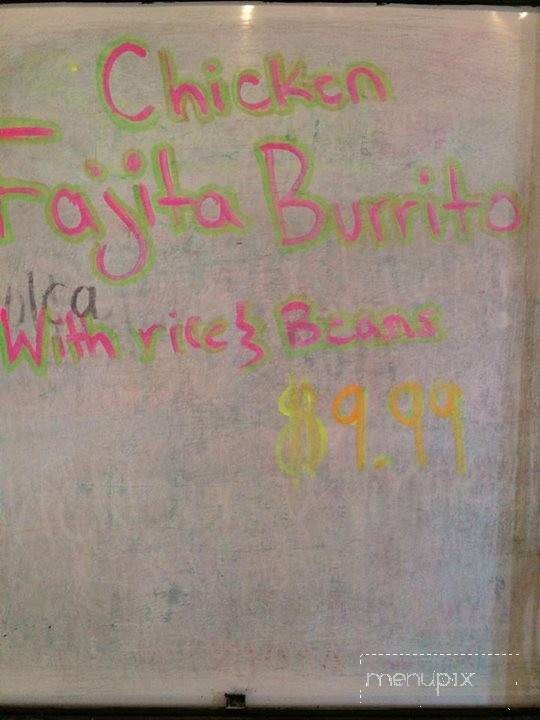 Chicken
Fajita Burrito
With rice & Beans
$9.99
menupix